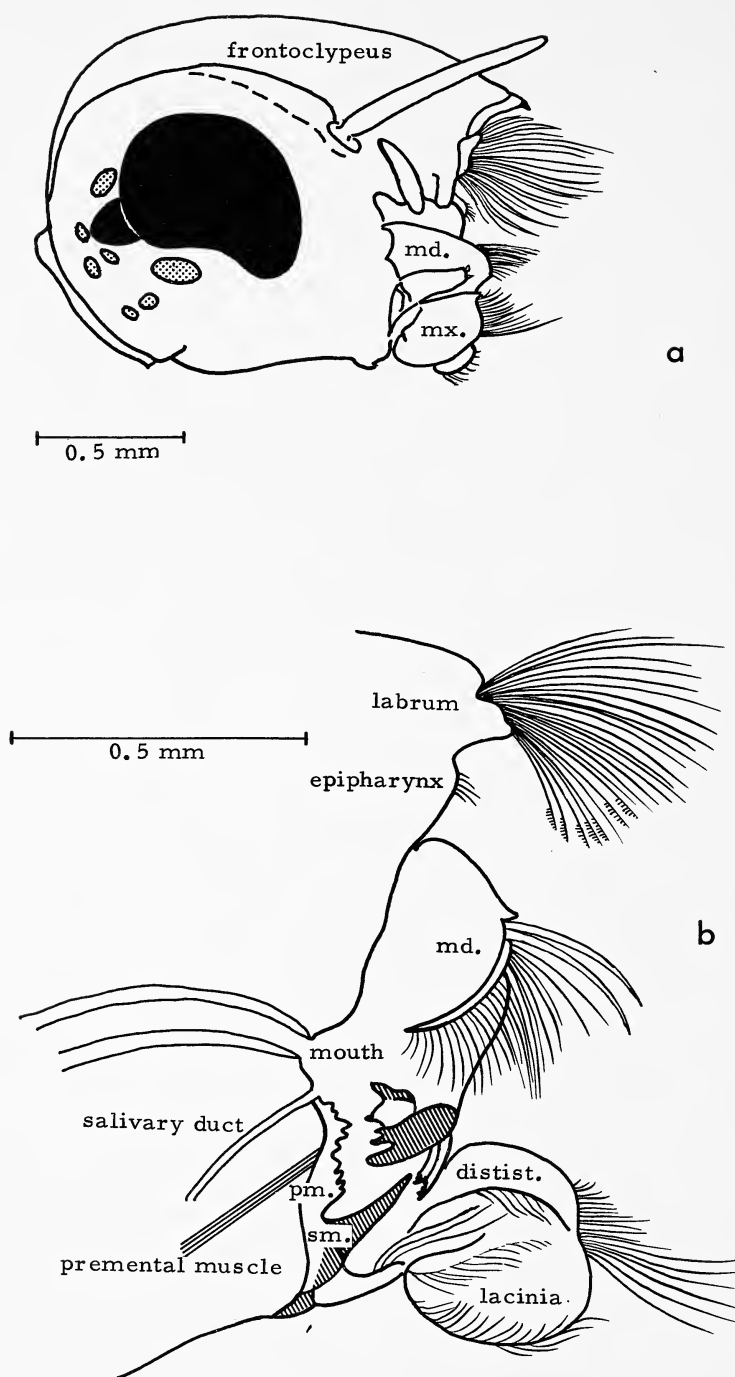 frontoclypeus
md.
mx.
a
0.5 mm
labrum
0.5 mm
epipharynx
md.
b
mouth
salivary duct
distist.
pm.
sm.
premental muscle
lacinia